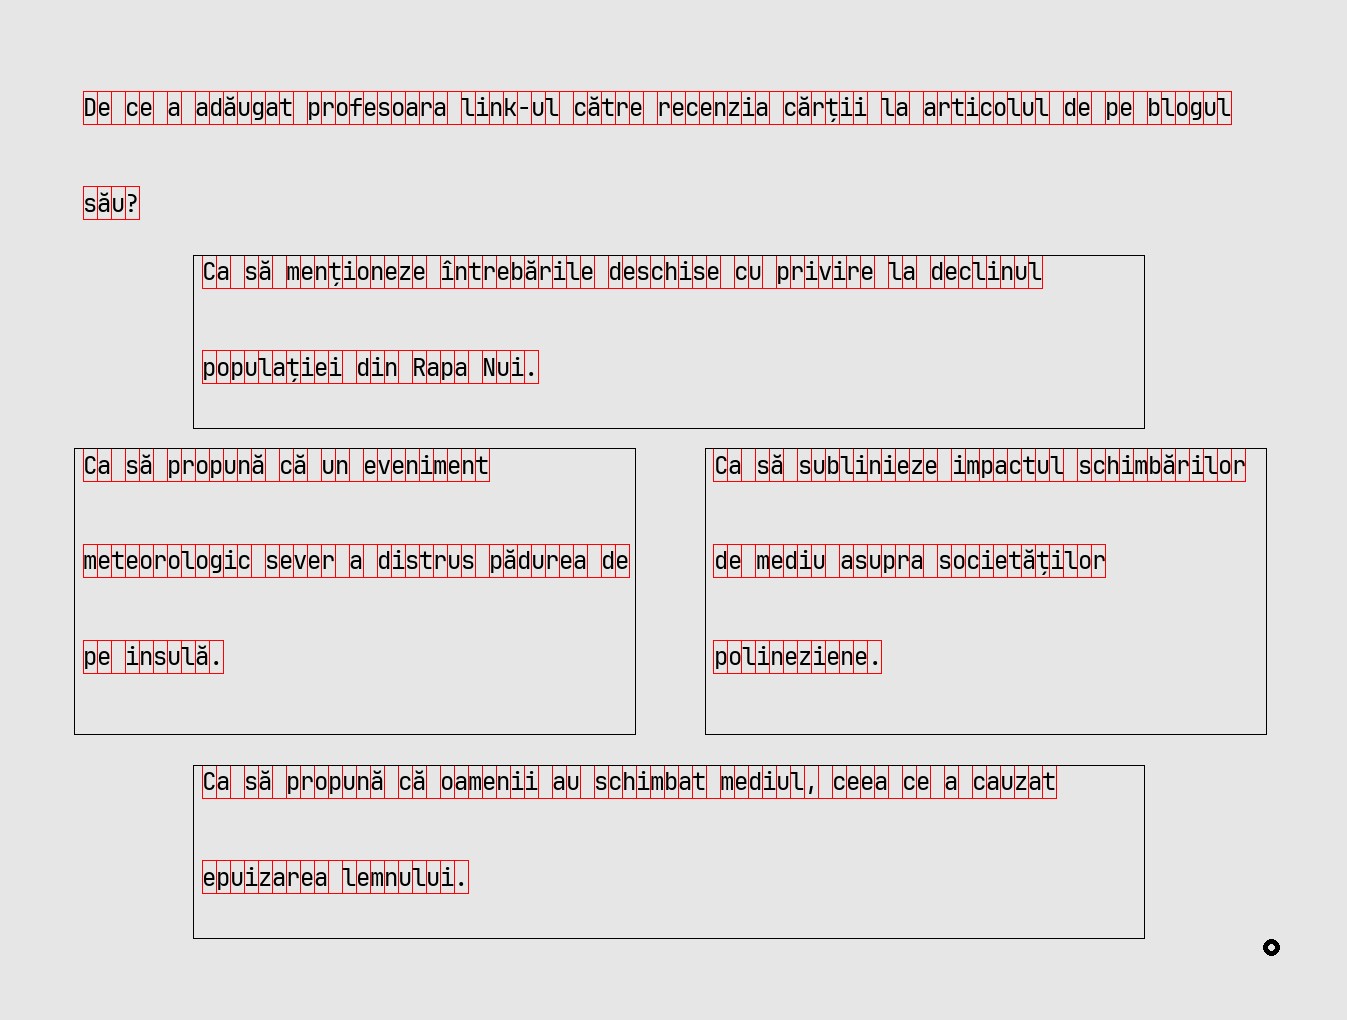 De ce a adăugat profesoara link-ul către recenzia cărții la articolul de pe blogul
său?
Ca să menționeze întrebările deschise cu privire la declinul
populației din Rapa Nui.
Ca să propună că un eveniment
meteorologic sever a distrus pădurea de
pe insulă.
Ca să sublinieze impactul schimbărilor
de mediu asupra societăților
polineziene.
Ca să propună că oamenii au schimbat mediul, ceea ce a cauzat
epuizarea lemnului.